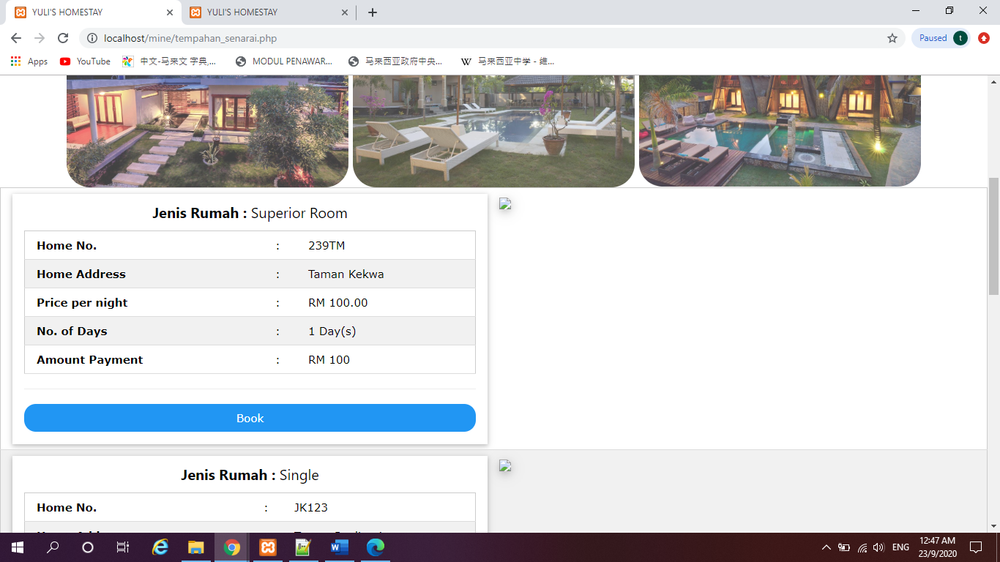 YULI'S HOMESTAY
YULI'S HOMESTAY
localhost/mine/tempahan_senarai.php
Paused
t
Apps
YouTube
中文-马来文 字典,...
MODUL PENAWAR...
马来西亚政府中央...
W
马来西亚中学 - 维...
Jenis Rumah : Superior Room
Home No. : 239TM
Home Address : Taman Kekwa
Price per night : RM 100.00
No. of Days : 1 Day(s)
Amount Payment : RM 100
Book
Jenis Rumah : Single
Home No. : JK123
ENG
12:47 AM
23/9/2020